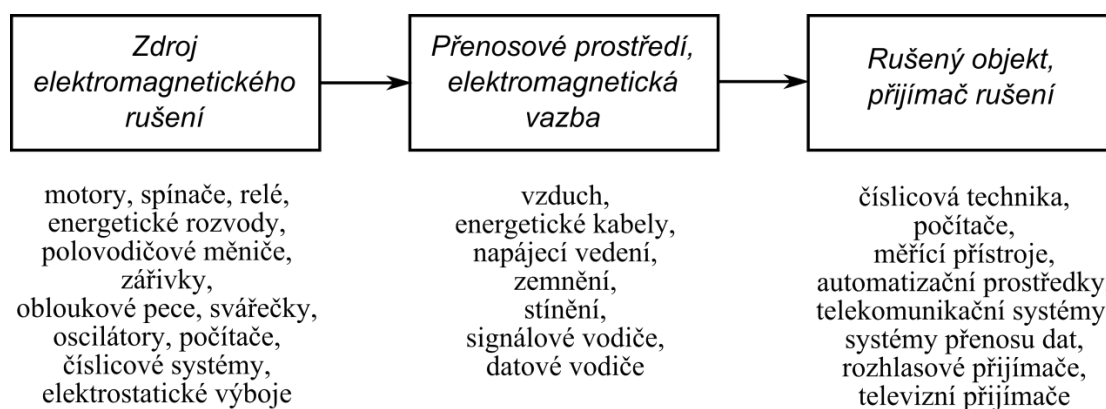 Zdroj
elektromagnetického
rušení
Přenosové prostředí,
elektromagnetická
vazba
Rušený objekt,
přijímač rušení
motory, spínače, relé,
energetické rozvody,
polovodičové měniče,
zářivky,
obloukové pece, svářečky,
oscilátory, počítače,
číslicové systémy,
elektrostatické výboje
vzduch,
energetické kabely,
napájecí vedení,
zemnění,
stínění,
signálové vodiče,
datové vodiče
číslicová technika,
počítače,
měřící přístroje,
automatizační prostředky
telekomunikační systémy
systémy přenosu dat,
rozhlasové přijímače,
televizní přijímače